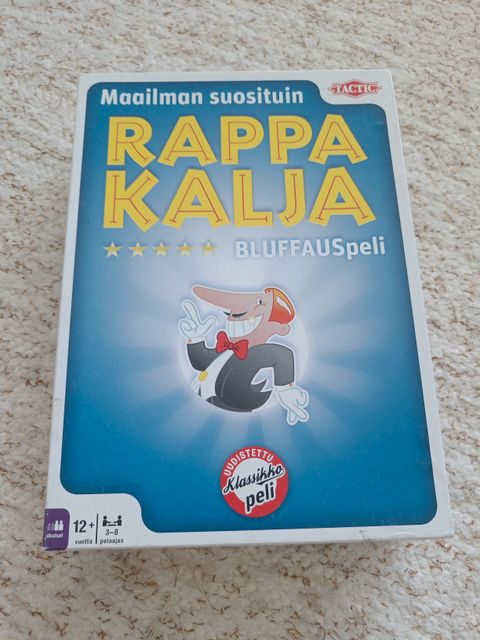 TACTIC
Maailman suosituin
RAPPA
KALJA
BLUFFAUSpeli
UUDISTETTU
Klassikko
peli
12+
vuotta
3-8
pelaajaa